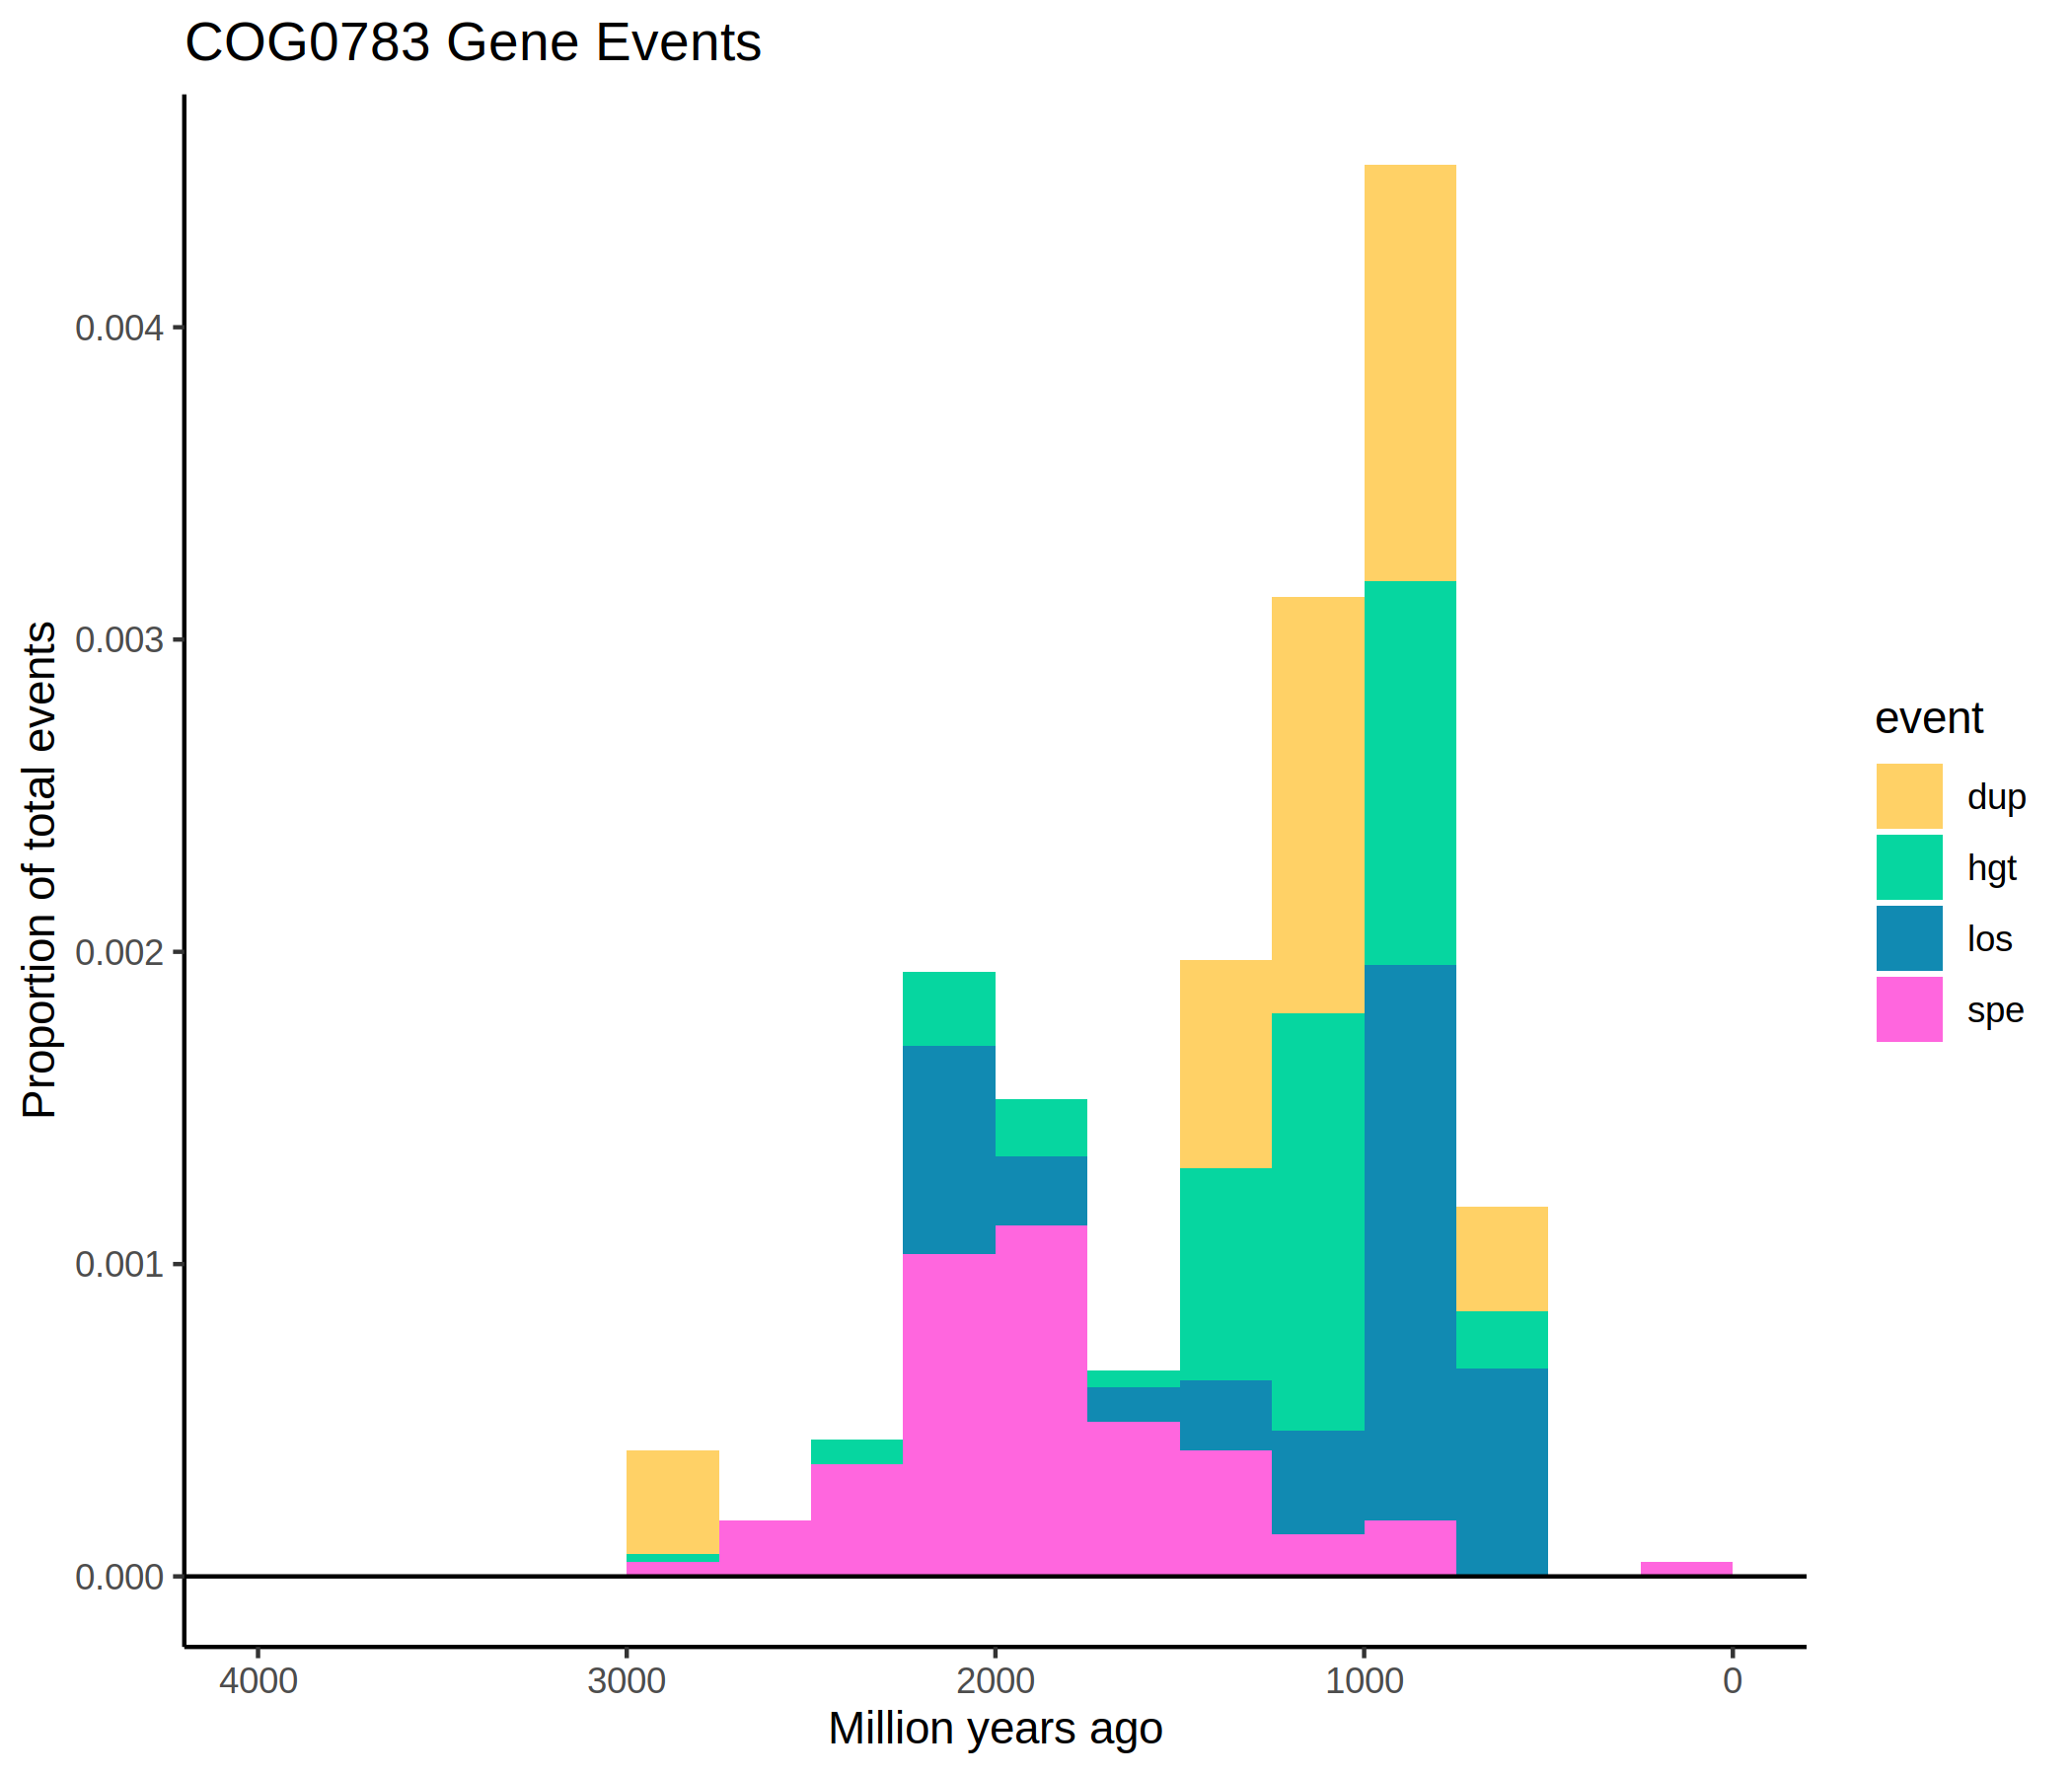 COG0783 Gene Events
Proportion of total events
0.004
0.003
0.002
0.001
0.000
4000 3000 2000 1000 0
Million years ago
event
dup
hgt
los
spe